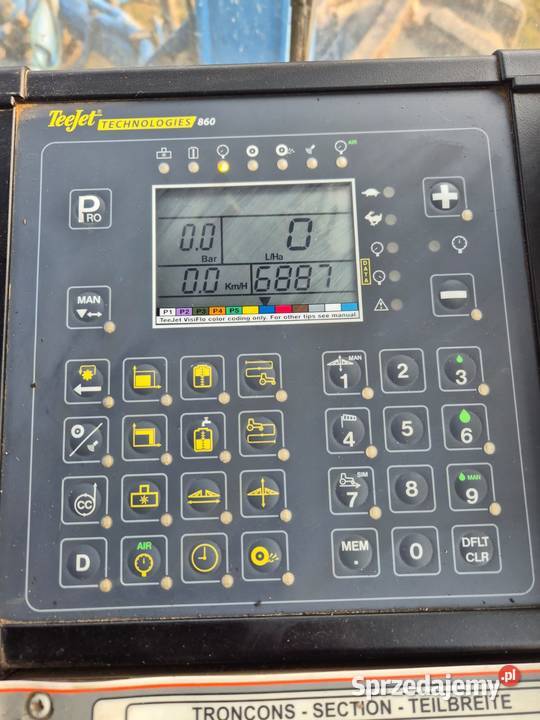 TeeJet® TECHNOLOGIES 860
AIR
PRO
0.0 0
Bar L/Ha
0.0 Km/H 6887
DATA
P1 P2 P3 P4 P5
TeeJet VisiFlo color coding only. For other tips see manual
MAN
1 MAN 2 3
4 5 6
CC
7 SIM 8 9 MAN
D AIR MEM . 0 DFLT CLR
Sprzedajemy.pl
TRONCONS - SECTION - TEILBREITE